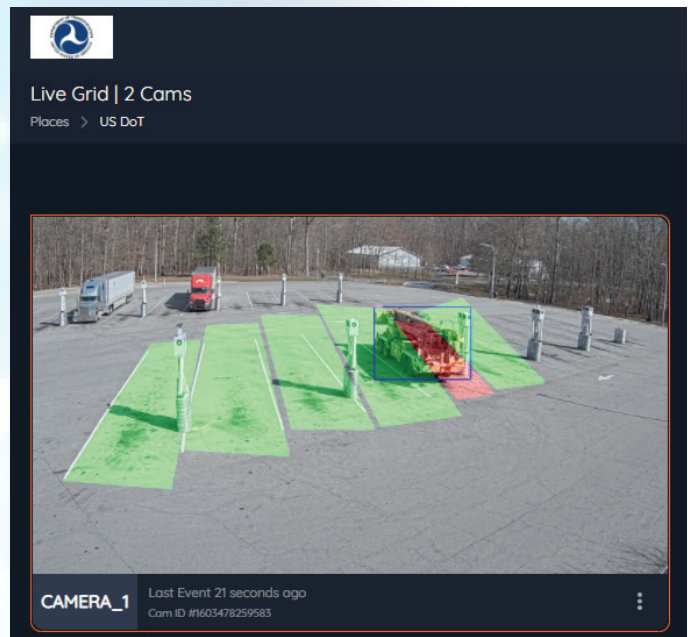 Live Grid | 2 Cams
Places > US DoT
CAMERA_1
Last Event 21 seconds ago
Cam ID #1603478259583